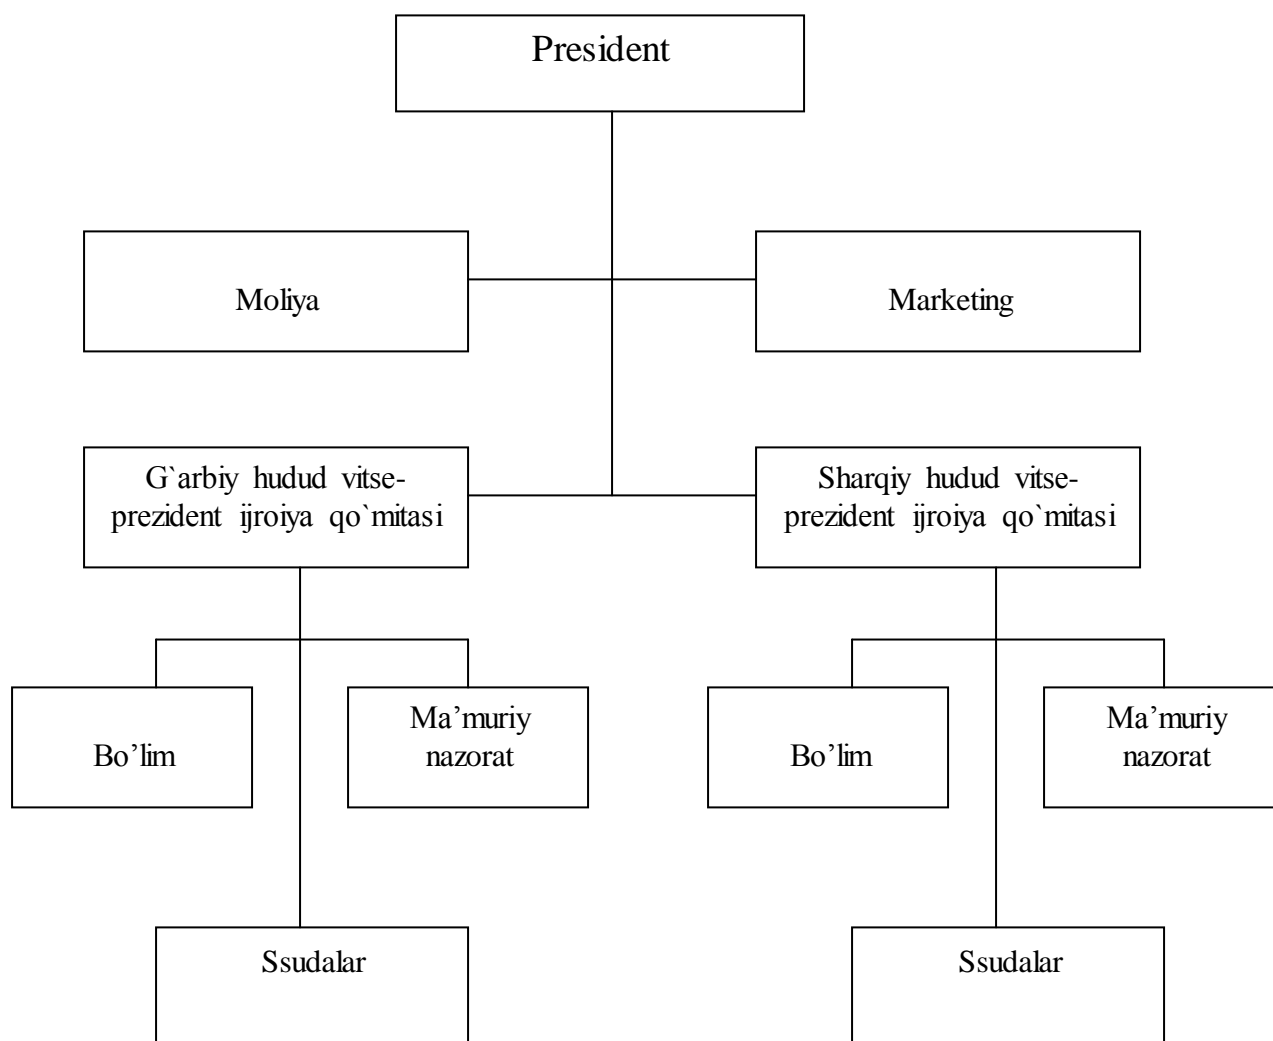 President
Moliya
Marketing
G`arbiy hudud vitse-
prezident ijroiya qo`mitasi
Sharqiy hudud vitse-
prezident ijroiya qo`mitasi
Bo’lim
Ma’muriy
nazorat
Bo’lim
Ma’muriy
nazorat
Ssudalar
Ssudalar